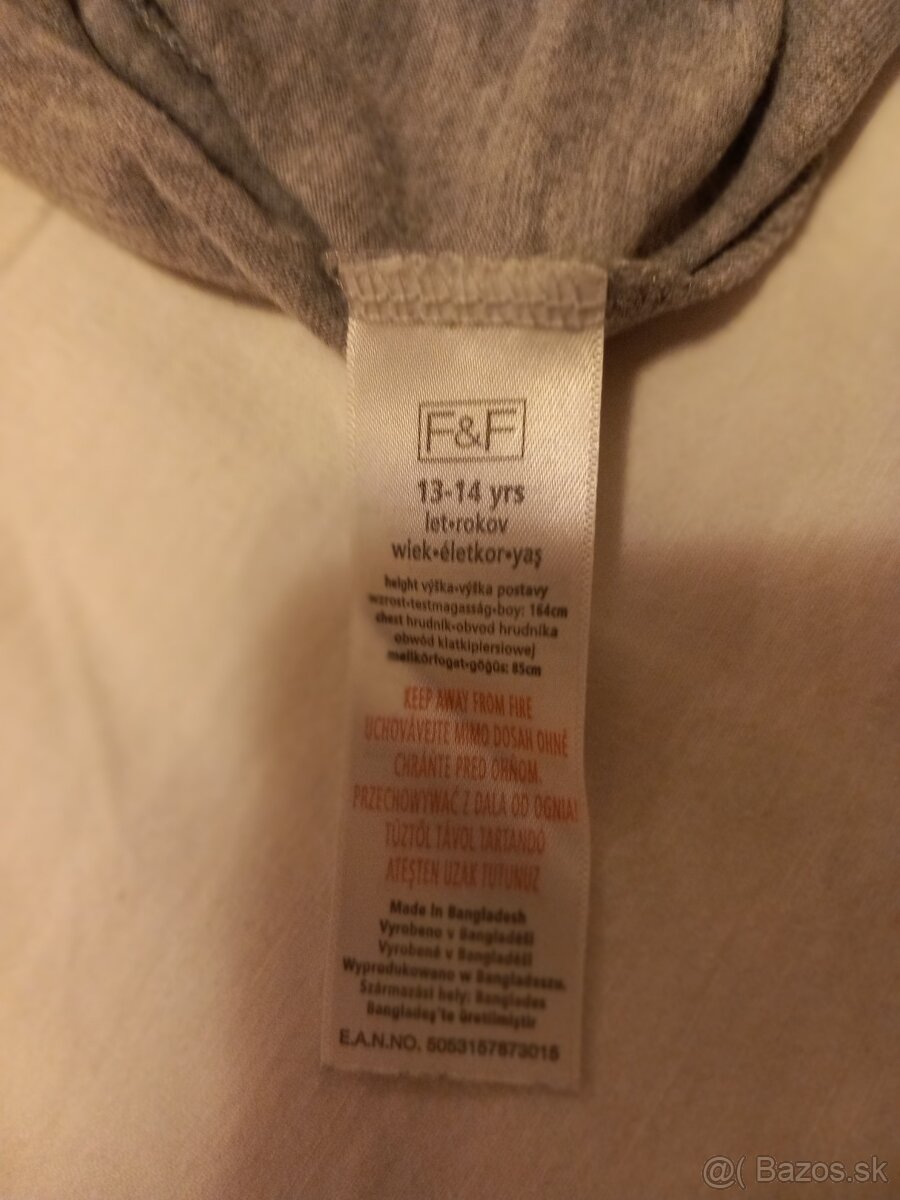 F&F
13-14 yrs
let•rokov
wiek•életkor•yaş
height výška•výška postavy
wzrost•testmagasság•boy: 164cm
chest hrudník•obvod hrudníka
obwód klatkipiersiowej
mellkörfogat•göğüs: 85cm
KEEP AWAY FROM FIRE
UCHOVÁVEJTE MIMO DOSAH OHNĚ
CHRÁNTE PRED OHŇOM.
PRZECHOWYWAĆ Z DALA OD OGNIA!
TŰZTŐL TÁVOL TARTANDÓ
ATEŞTEN UZAK TUTUNUZ
Made in Bangladesh
Vyrobeno v Bangladéši
Vyrobené v Bangladéši
Wyprodukowano w Bangladeszu.
Származási hely: Banglades
Bangladeş'te üretilmiştir
E.A.N.NO. 5053157873015
@( Bazos.sk